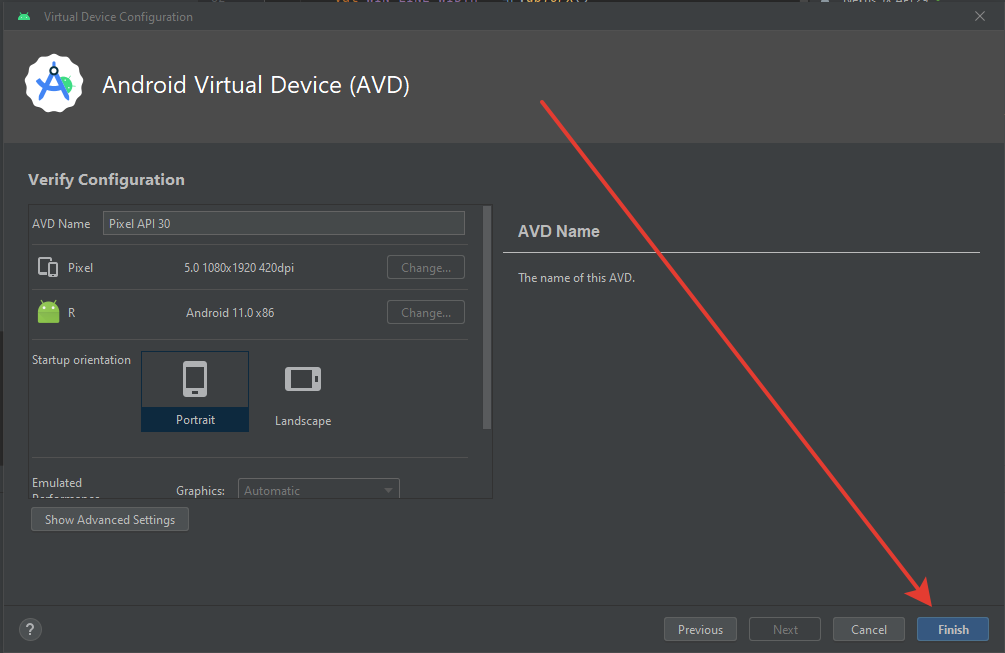 Virtual Device Configuration
Android Virtual Device (AVD)
Verify Configuration
AVD Name Pixel API 30
Pixel 5.0 1080x1920 420dpi Change...
R Android 11.0 x86 Change...
Startup orientation
Portrait Landscape
Emulated
Performance
Graphics: Automatic
Show Advanced Settings
AVD Name
The name of this AVD.
? Previous Next Cancel Finish